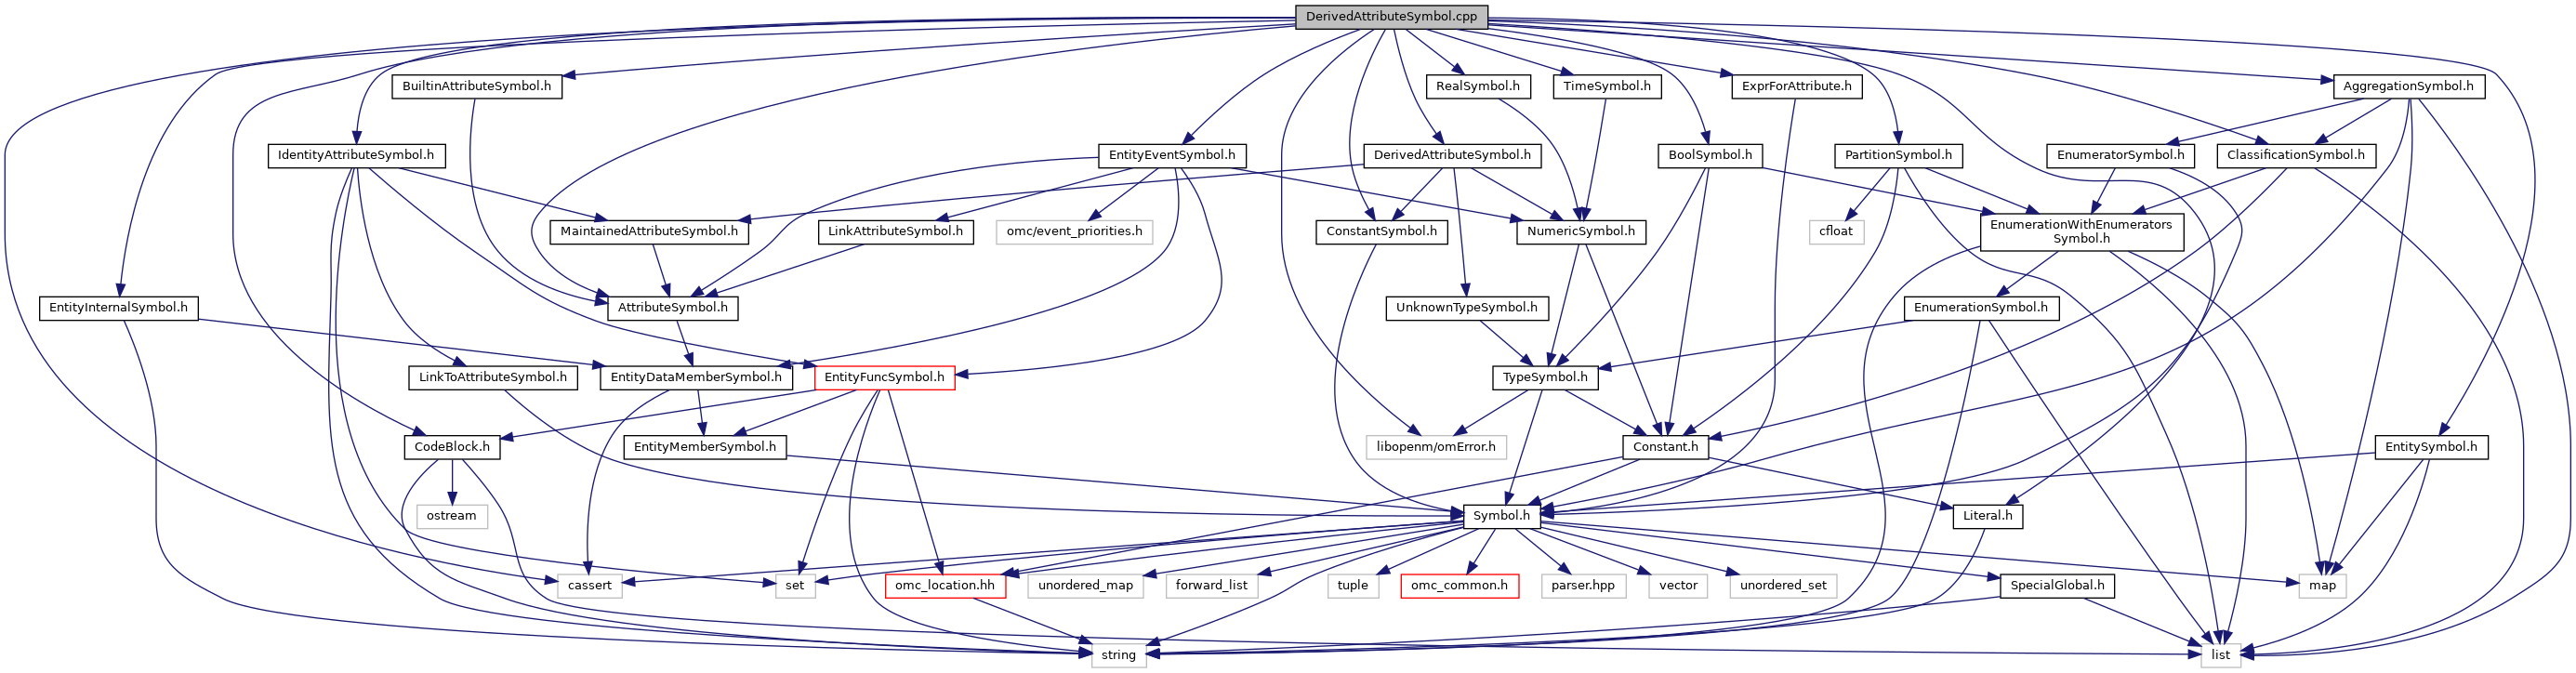 DerivedAttributeSymbol.cpp
BuiltinAttributeSymbol.h
RealSymbol.h
TimeSymbol.h
ExprForAttribute.h
AggregationSymbol.h
IdentityAttributeSymbol.h
EntityEventSymbol.h
DerivedAttributeSymbol.h
BoolSymbol.h
PartitionSymbol.h
EnumeratorSymbol.h
ClassificationSymbol.h
MaintainedAttributeSymbol.h
LinkAttributeSymbol.h
omc/event_priorities.h
ConstantSymbol.h
NumericSymbol.h
cfloat
EnumerationWithEnumerators
Symbol.h
EntityInternalSymbol.h
AttributeSymbol.h
UnknownTypeSymbol.h
EnumerationSymbol.h
LinkToAttributeSymbol.h
EntityDataMemberSymbol.h
EntityFuncSymbol.h
TypeSymbol.h
CodeBlock.h
EntityMemberSymbol.h
libopenm/omError.h
Constant.h
EntitySymbol.h
ostream
Symbol.h
Literal.h
cassert
set
omc_location.hh
unordered_map
forward_list
tuple
omc_common.h
parser.hpp
vector
unordered_set
SpecialGlobal.h
map
string
list